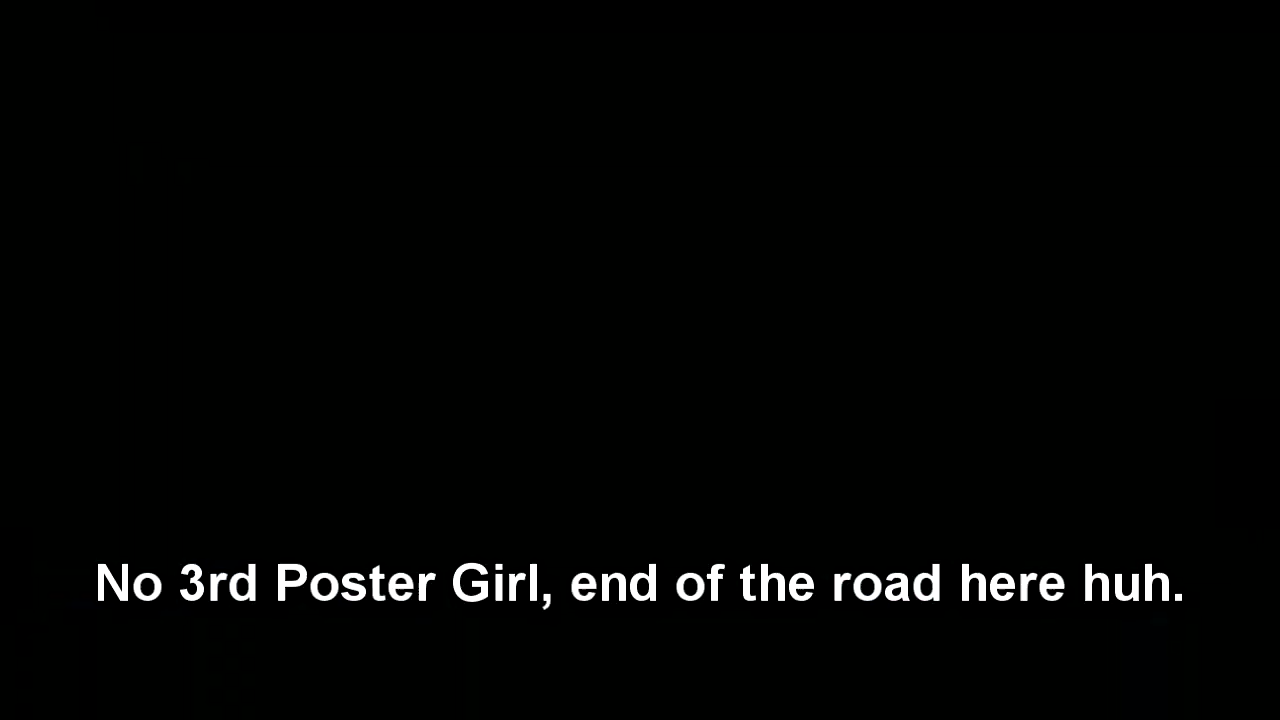 No 3rd Poster Girl, end of the road here huh.